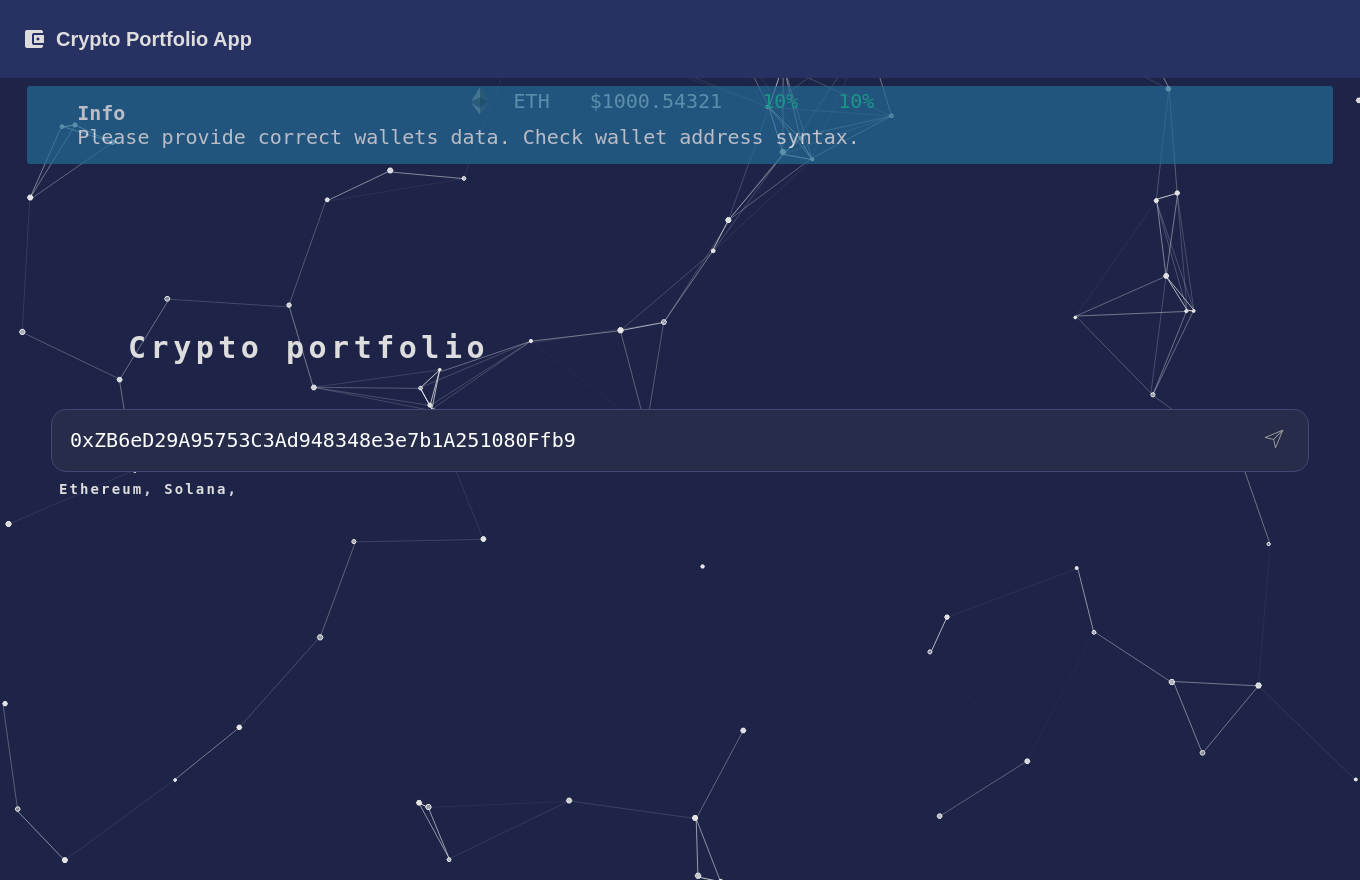 Crypto Portfolio App
ETH $1000.54321 10% 10%
Info
Please provide correct wallets data. Check wallet address syntax.
Crypto portfolio
0xZB6eD29A95753C3Ad948348e3e7b1A251080Ffb9
Ethereum, Solana,